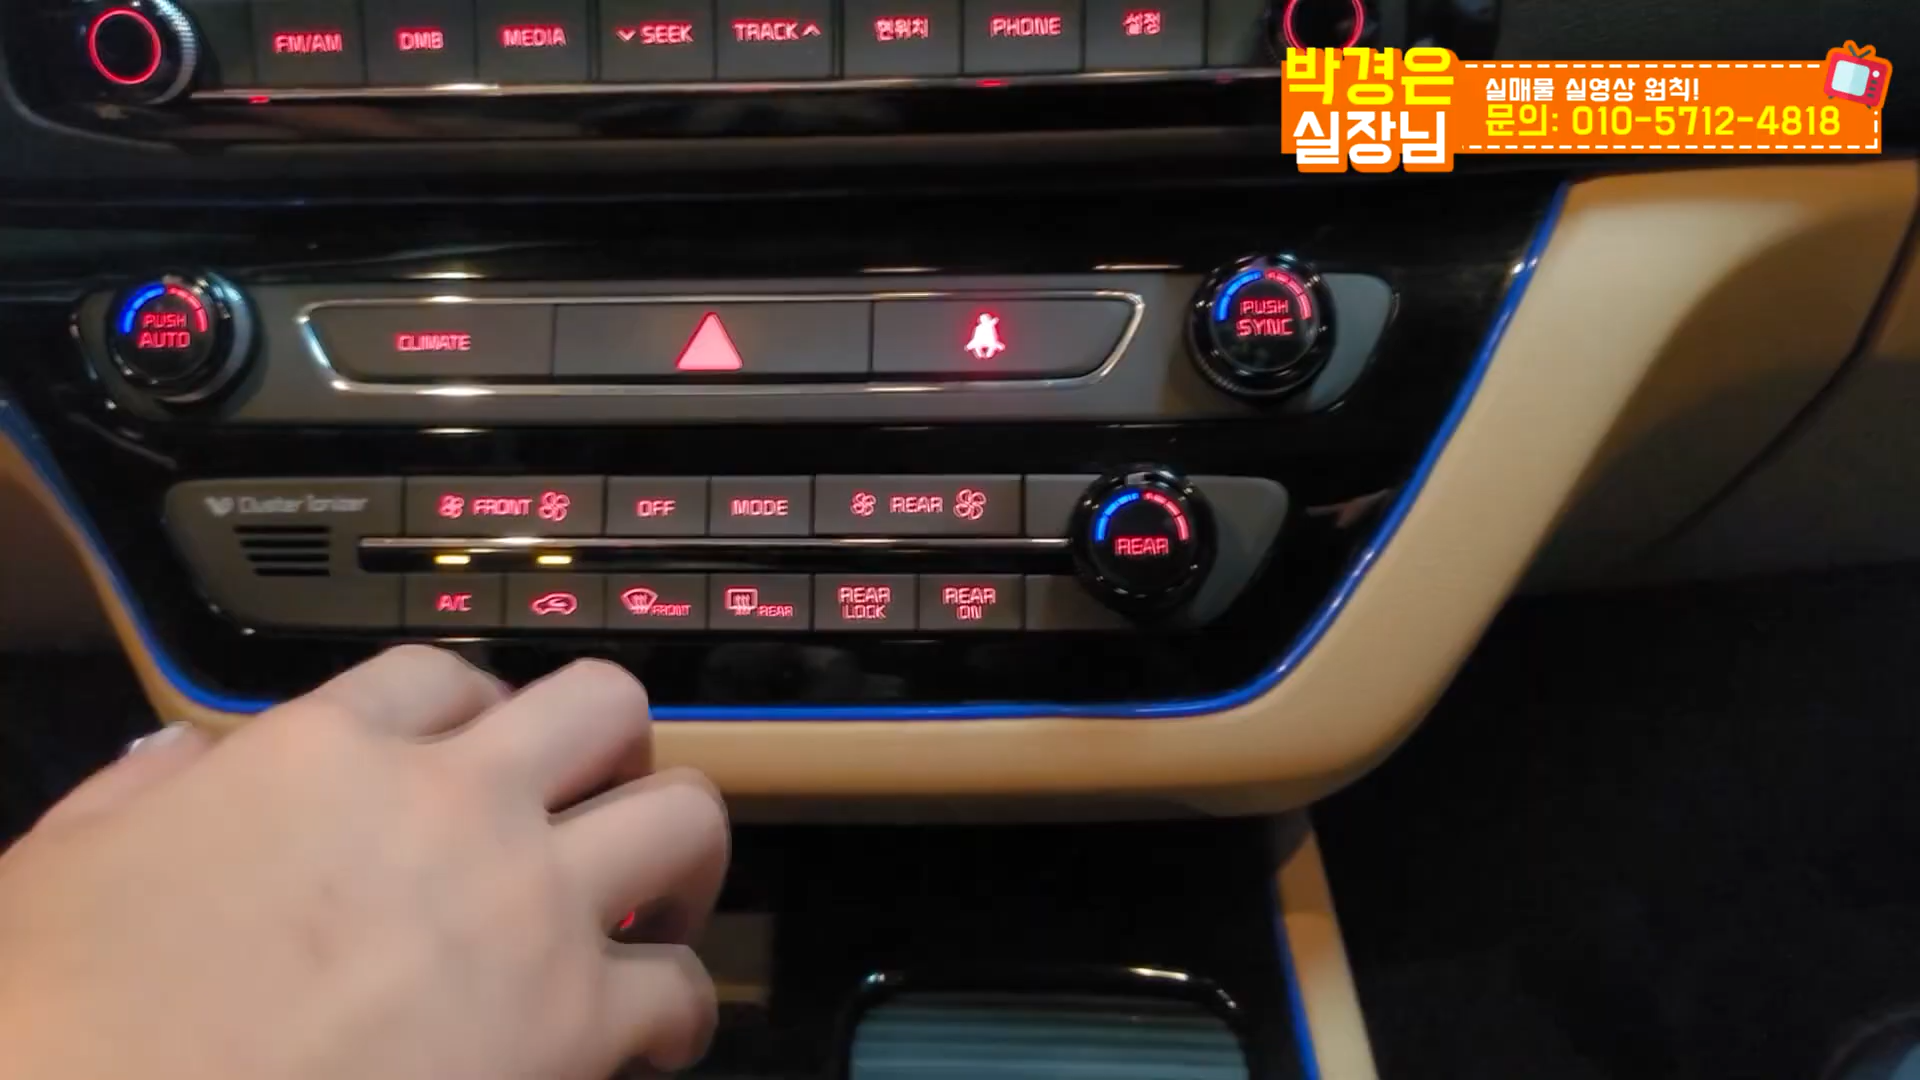 FM/AM
DMB
MEDIA
SEEK
TRACK
현위치
PHONE
설정
박경은
실장님
실매물 실영상 원칙!
문의: 010-5712-4818
PUSH
AUTO
CLIMATE
PUSH
SYNC
Cluster Ionizer
FRONT
OFF
MODE
REAR
REAR
A/C
FRONT
REAR
REAR
LOCK
REAR
ON